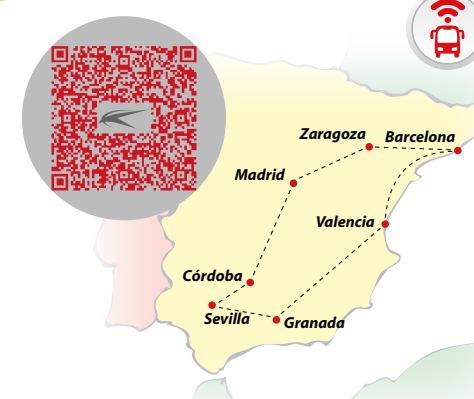 Zaragoza
Barcelona
Madrid
Valencia
Córdoba
Sevilla
Granada